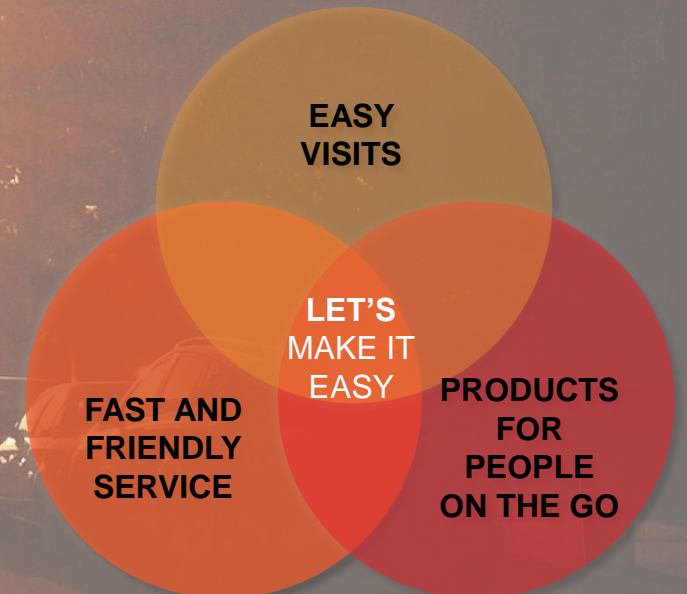 EASY
VISITS
LET'S
MAKE IT
EASY
FAST AND
FRIENDLY
SERVICE
PRODUCTS
FOR
PEOPLE
ON THE GO